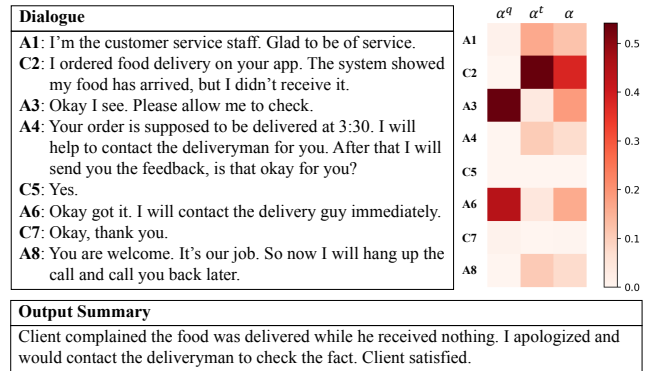 Dialogue
A1: I'm the customer service staff. Glad to be of service.
C2: I ordered food delivery on your app. The system showed
my food has arrived, but I didn't receive it.
A3: Okay I see. Please allow me to check.
A4: Your order is supposed to be delivered at 3:30. I will
help to contact the deliveryman for you. After that I will
send you the feedback, is that okay for you?
C5: Yes.
A6: Okay got it. I will contact the delivery guy immediately.
C7: Okay, thank you.
A8: You are welcome. It's our job. So now I will hang up the
call and call you back later.
α^q α^t α
A1
C2
A3
A4
C5
A6
C7
A8
0.5
0.4
0.3
0.2
0.1
0.0
Output Summary
Client complained the food was delivered while he received nothing. I apologized and
would contact the deliveryman to check the fact. Client satisfied.